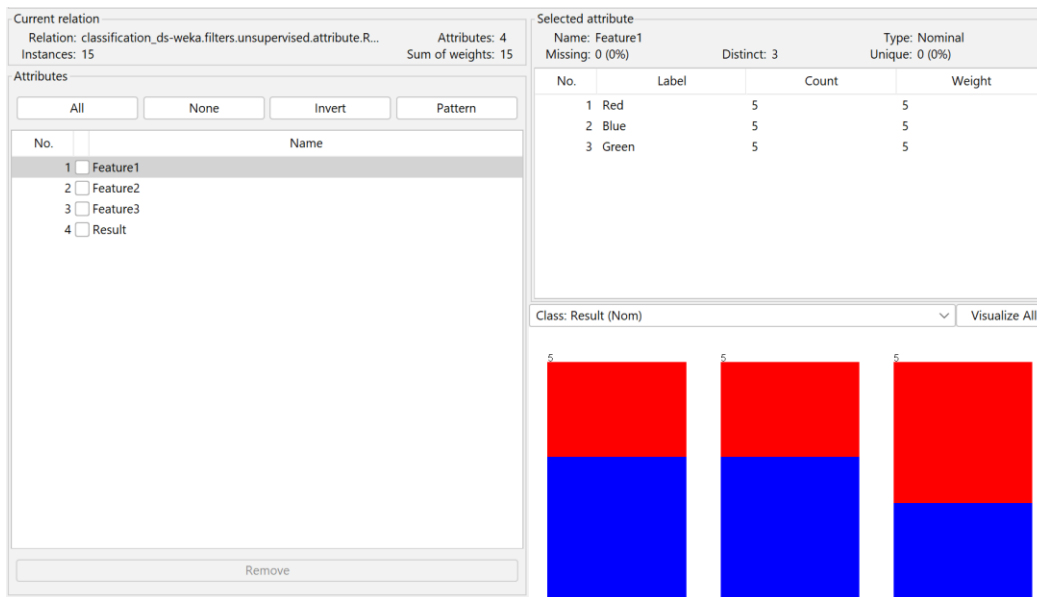 Current relation
Relation: classification_ds-weka.filters.unsupervised.attribute.R... Attributes: 4
Instances: 15 Sum of weights: 15
Attributes
All None Invert Pattern
No. Name
1 Feature1
2 Feature2
3 Feature3
4 Result
Remove
Selected attribute
Name: Feature1 Type: Nominal
Missing: 0 (0%) Distinct: 3 Unique: 0 (0%)
No. Label Count Weight
1 Red 5 5
2 Blue 5 5
3 Green 5 5
Class: Result (Nom) Visualize All
5 5 5